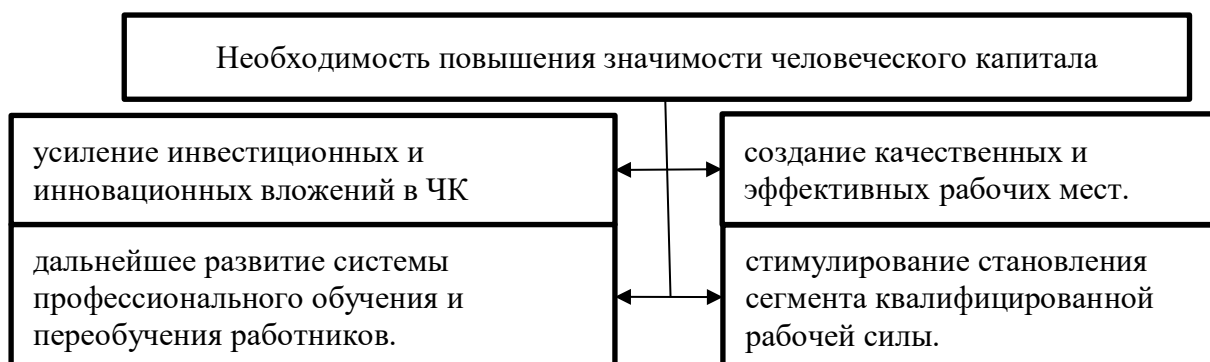 Необходимость повышения значимости человеческого капитала
усиление инвестиционных и
инновационных вложений в ЧК
создание качественных и
эффективных рабочих мест.
дальнейшее развитие системы
профессионального обучения и
переобучения работников.
стимулирование становления
сегмента квалифицированной
рабочей силы.